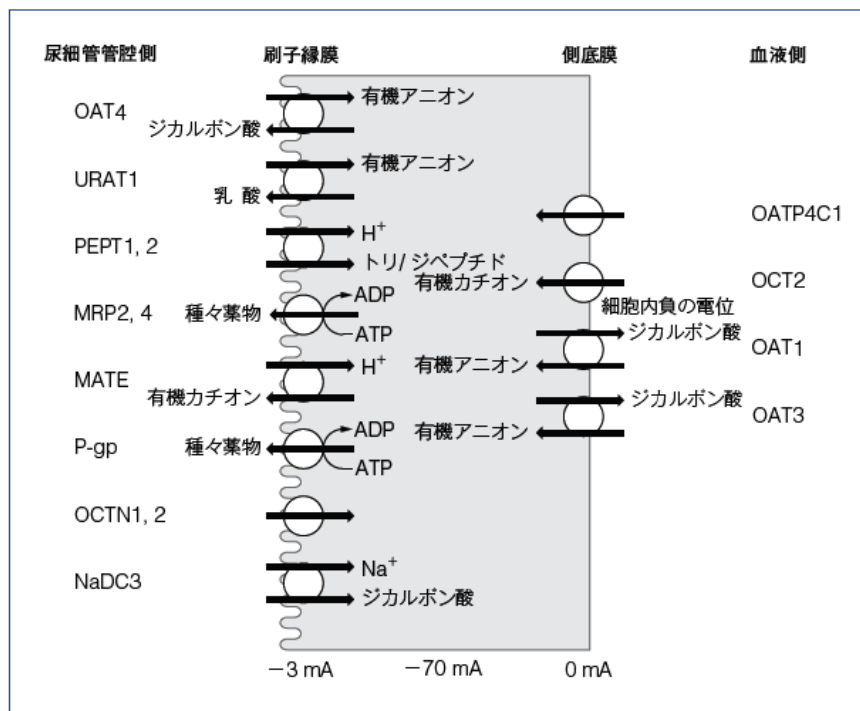 尿細管管腔側 刷子縁膜 側底膜 血液側
OAT4 有機アニオン
ジカルボン酸
URAT1 有機アニオン
乳 酸
PEPT1, 2 H⁺
トリ/ ジペプチド
MRP2, 4 種々薬物 ADP
ATP
MATE H⁺
有機カチオン
P-gp 種々薬物 ADP
ATP
OCTN1, 2
NaDC3 Na⁺
ジカルボン酸
OATP4C1
有機カチオン OCT2
細胞内負の電位
ジカルボン酸
有機アニオン OAT1
ジカルボン酸
有機アニオン OAT3
−3 mA −70 mA 0 mA